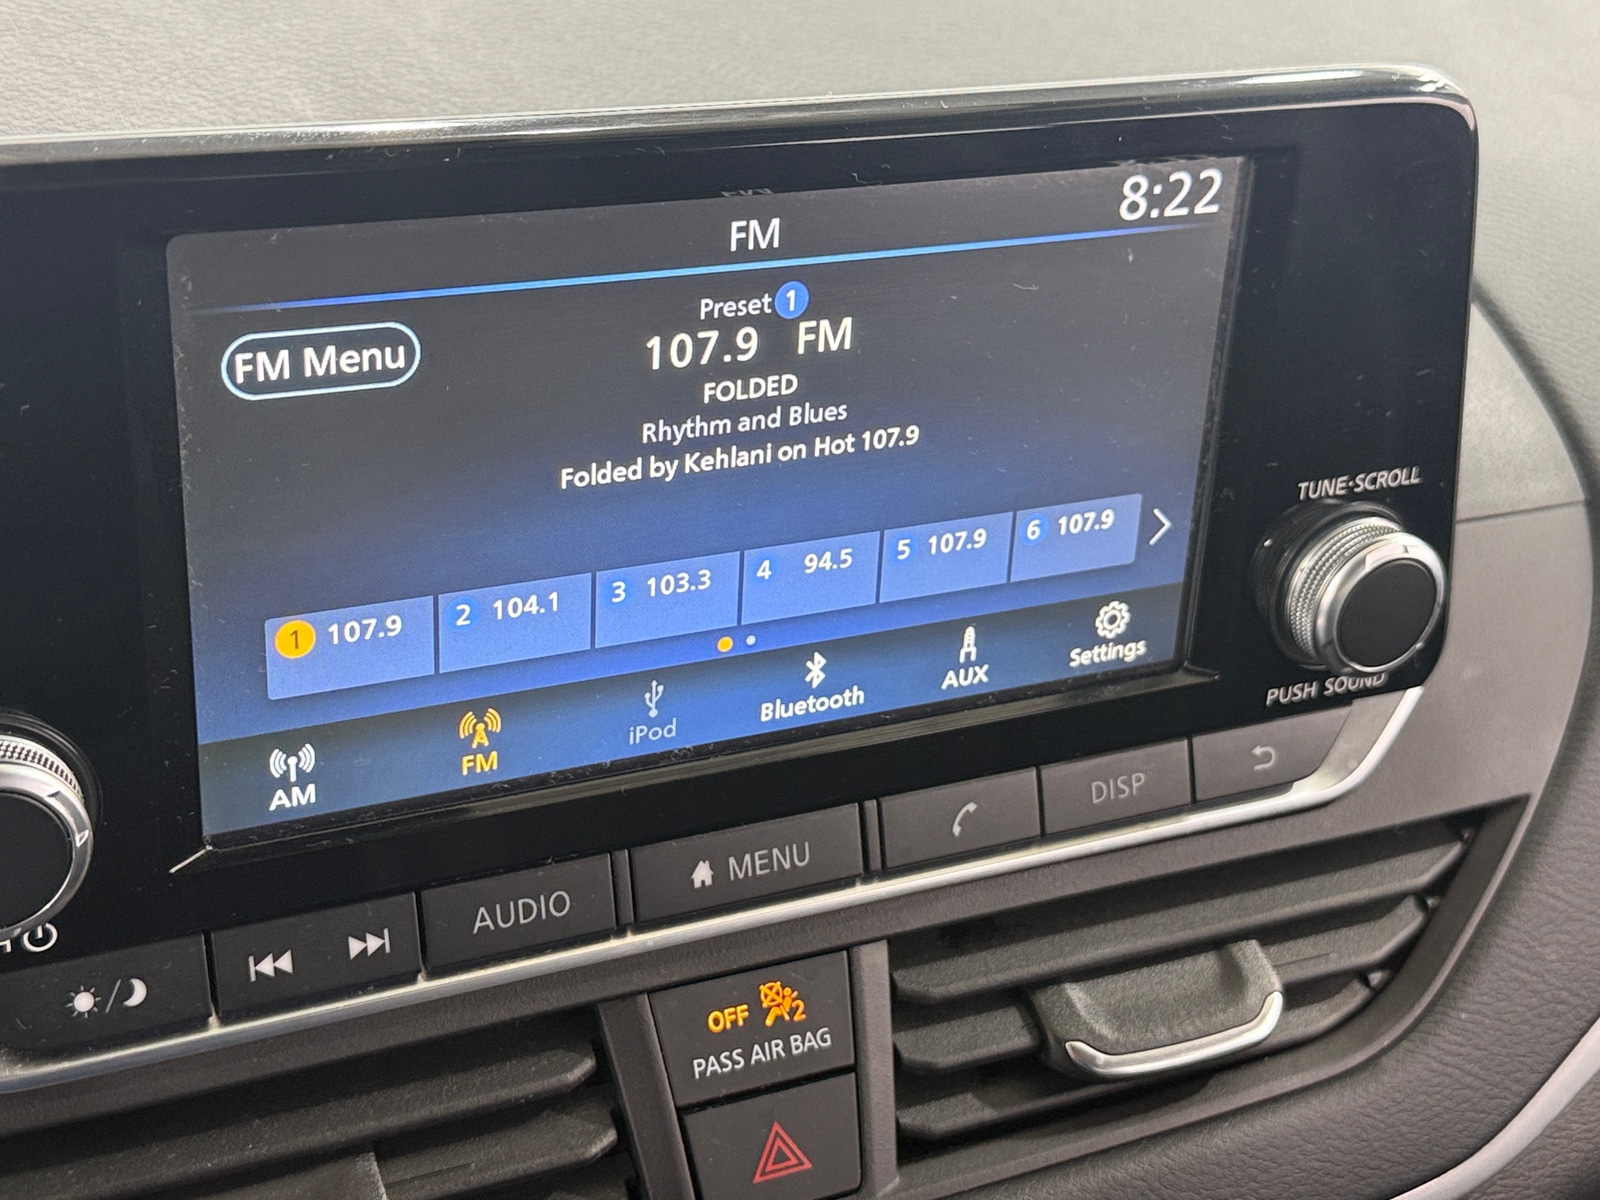 8:22
FM
Preset 1
FM Menu
107.9 FM
FOLDED
Rhythm and Blues
Folded by Kehlani on Hot 107.9
1 107.9
2 104.1
3 103.3
4 94.5
5 107.9
6 107.9
AM
FM
iPod
Bluetooth
AUX
Settings
TUNE·SCROLL
PUSH SOUND
AUDIO
MENU
DISP
OFF 2
PASS AIR BAG